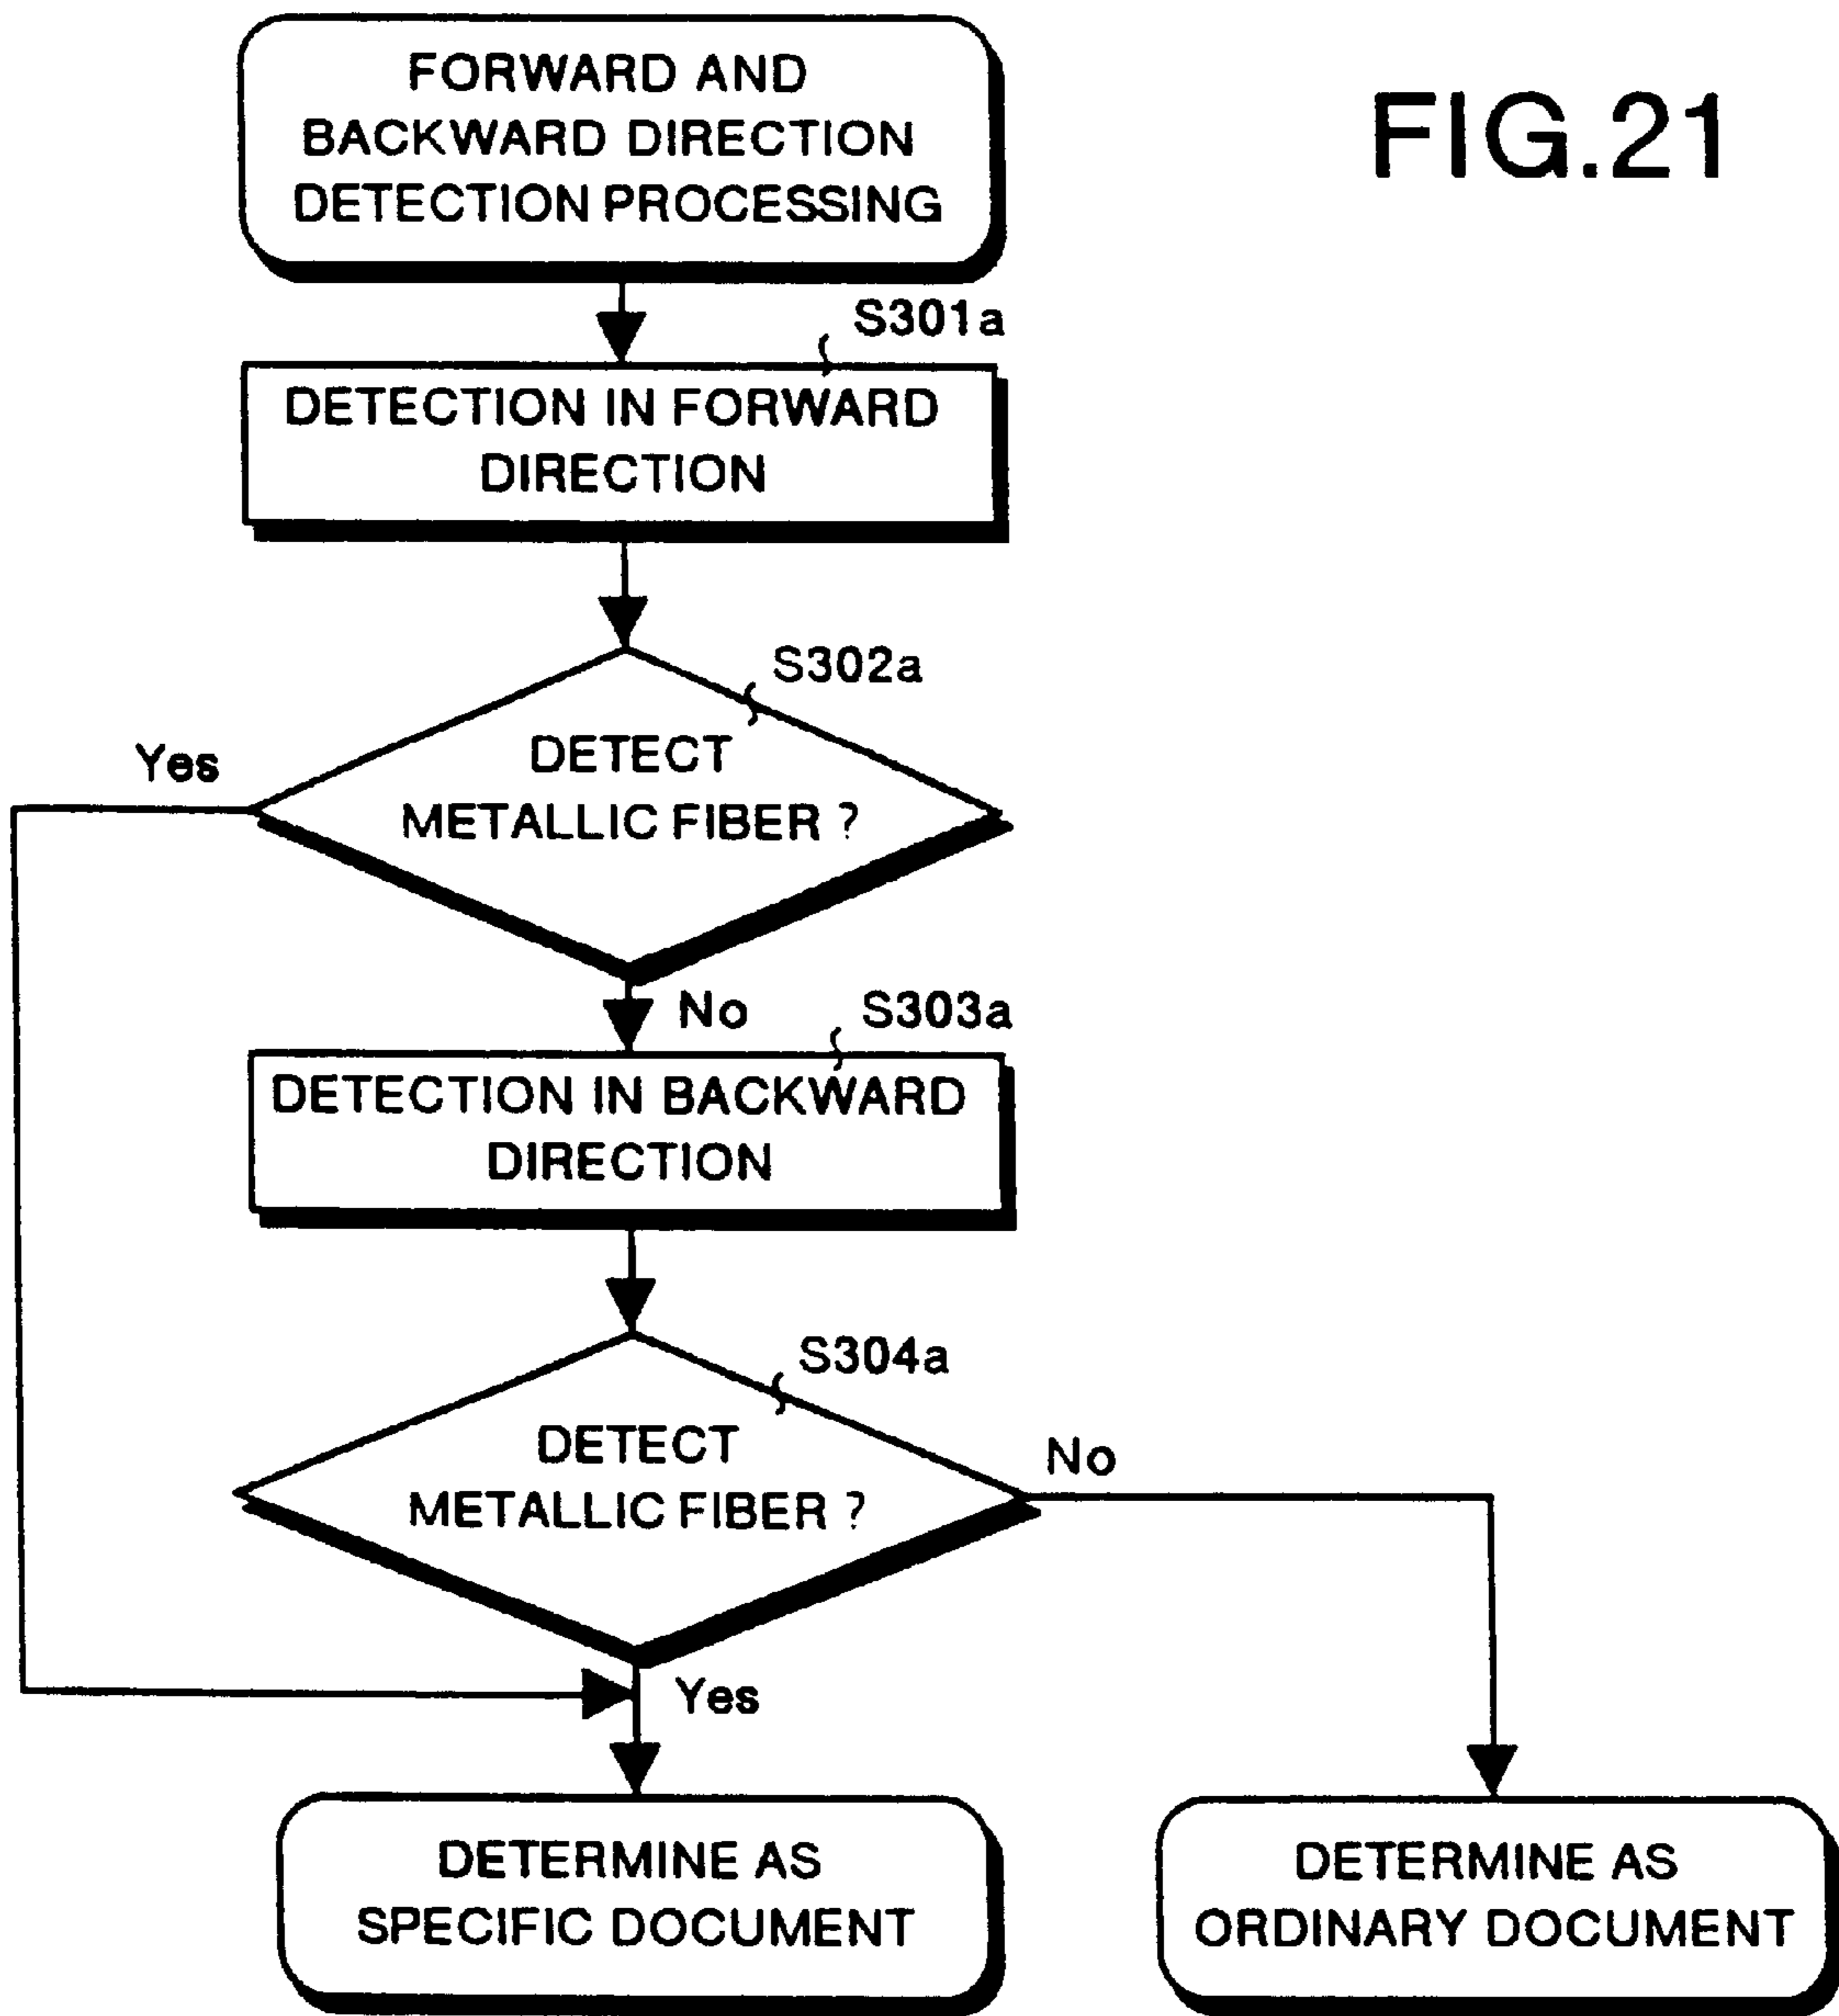 FIG.21
FORWARD AND
BACKWARD DIRECTION
DETECTION PROCESSING
S301a
DETECTION IN FORWARD
DIRECTION
S302a
DETECT
METALLIC FIBER ?
Yes
No
S303a
DETECTION IN BACKWARD
DIRECTION
S304a
DETECT
METALLIC FIBER ?
No
Yes
DETERMINE AS
SPECIFIC DOCUMENT
DETERMINE AS
ORDINARY DOCUMENT